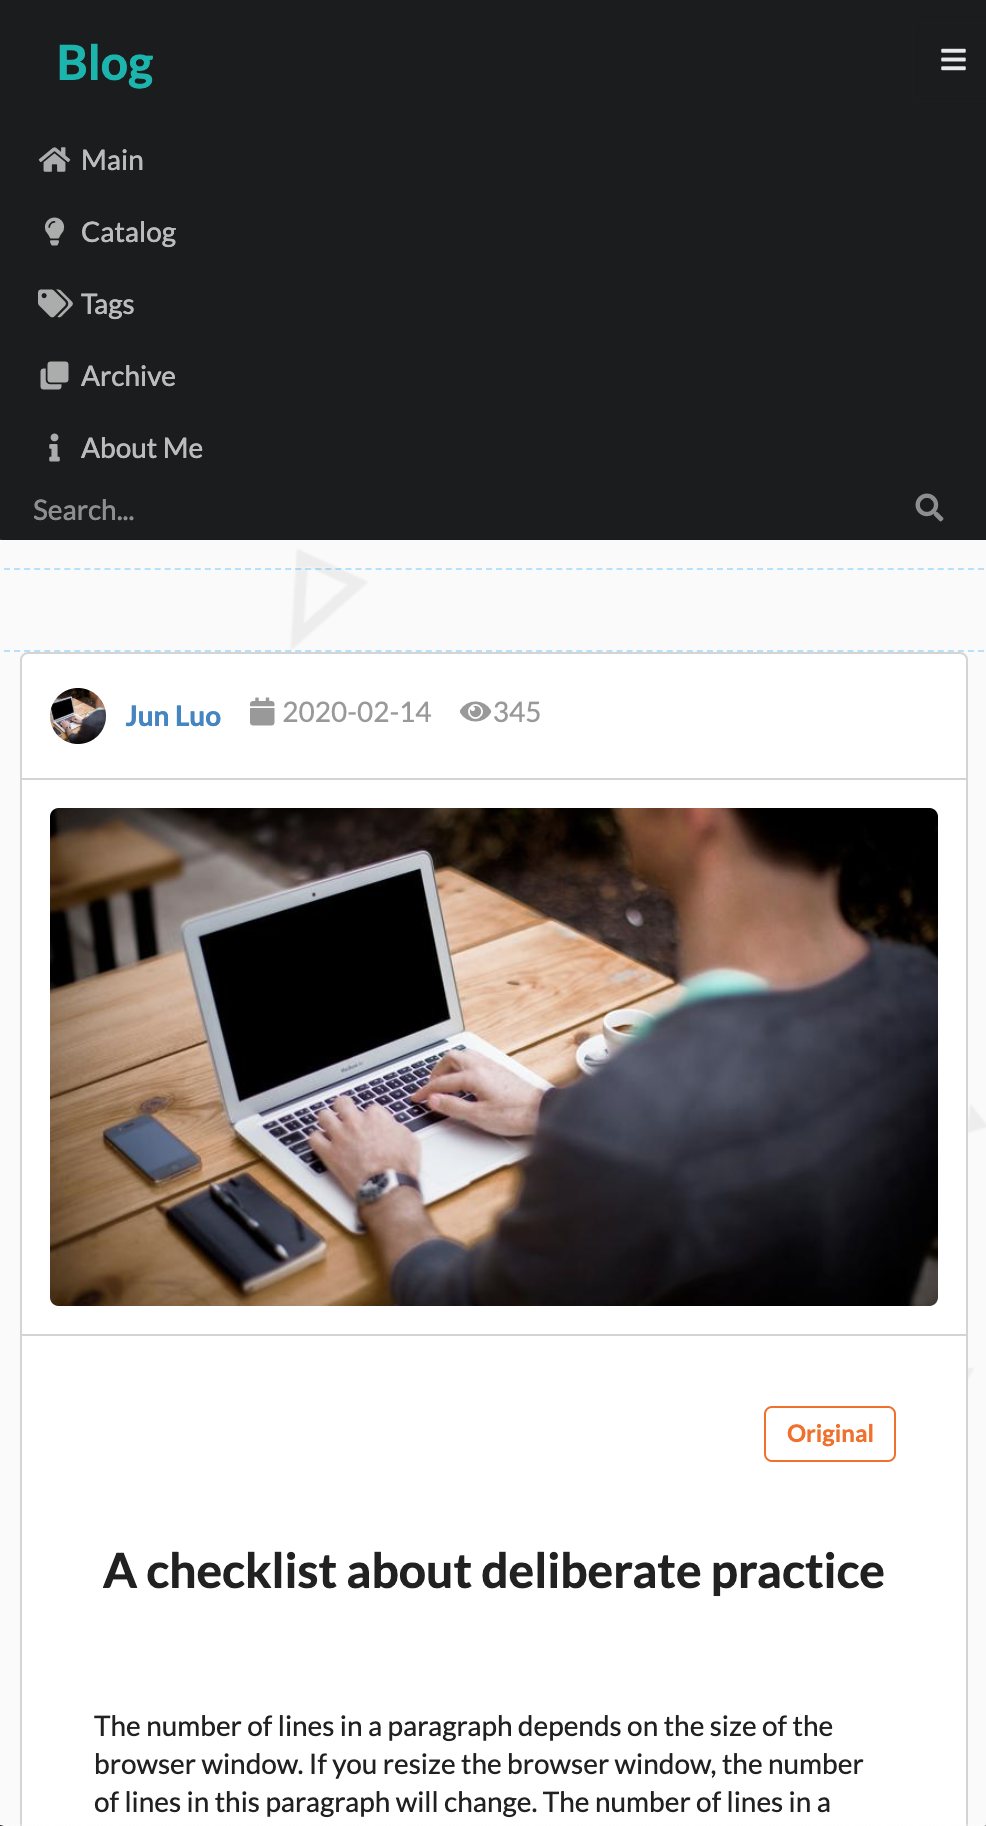 Blog
Main
Catalog
Tags
Archive
About Me
Search...
Jun Luo 2020-02-14 345
Original
A checklist about deliberate practice
The number of lines in a paragraph depends on the size of the
browser window. If you resize the browser window, the number
of lines in this paragraph will change. The number of lines in a